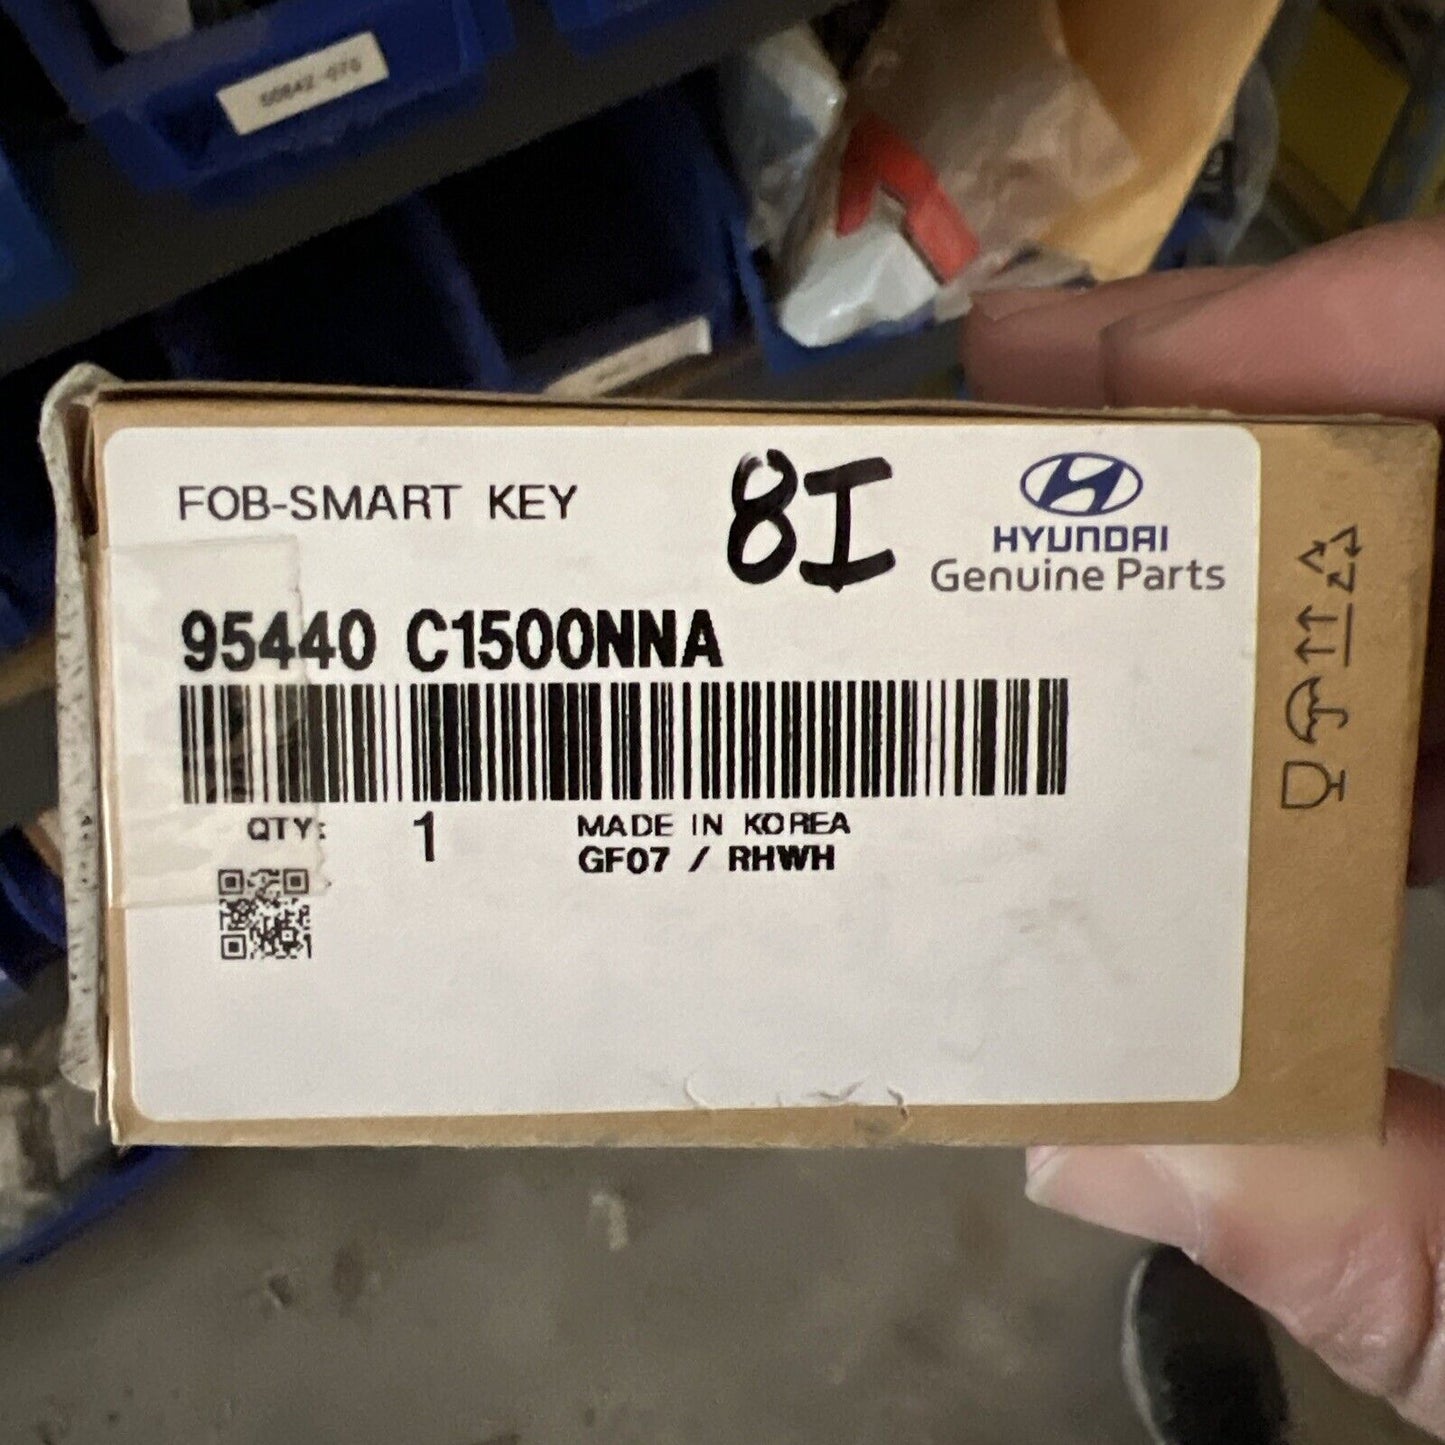 FOB-SMART KEY
8I
HYUNDAI
Genuine Parts
95440 C1500NNA
QTY: 1
MADE IN KOREA
GF07 / RHWH